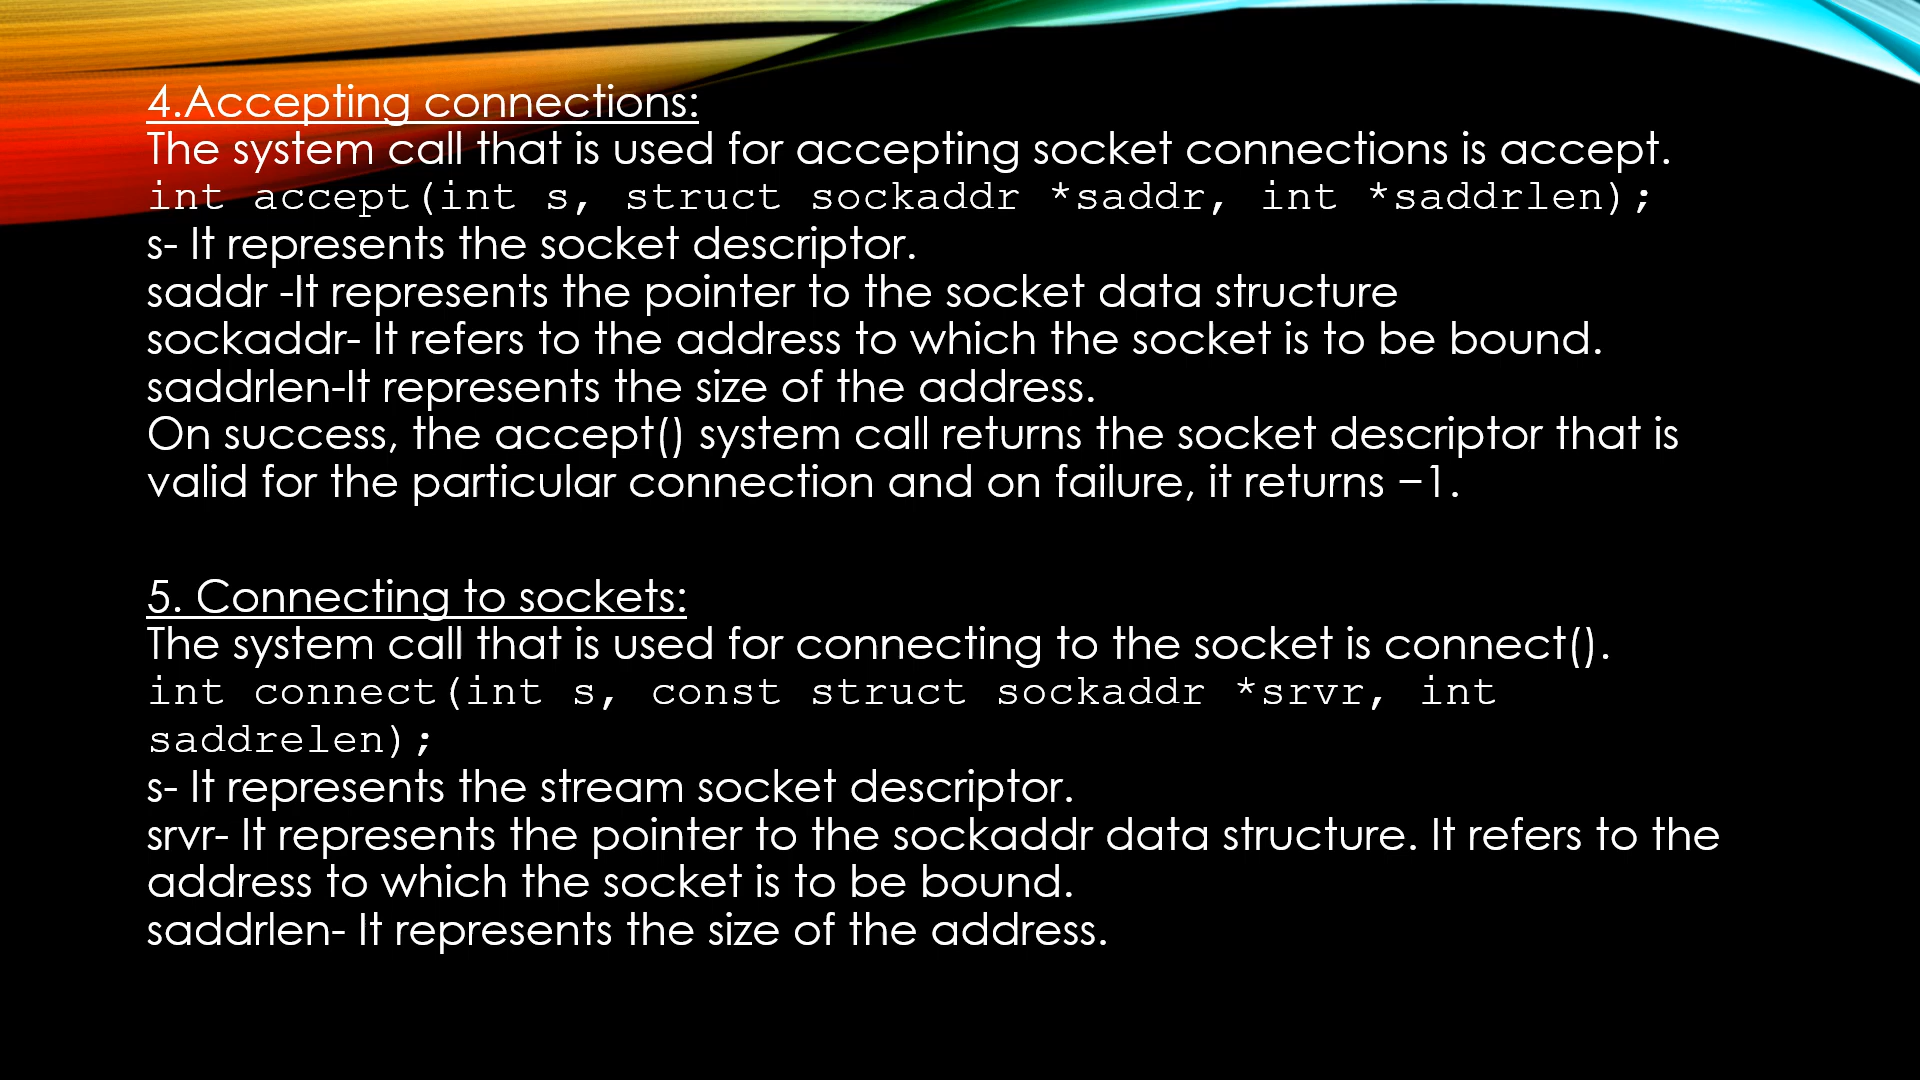 4.Accepting connections:
The system call that is used for accepting socket connections is accept.
int accept(int s, struct sockaddr *saddr, int *saddrlen);
s- It represents the socket descriptor.
saddr -It represents the pointer to the socket data structure
sockaddr- It refers to the address to which the socket is to be bound.
saddrlen-It represents the size of the address.
On success, the accept() system call returns the socket descriptor that is
valid for the particular connection and on failure, it returns −1.
5. Connecting to sockets:
The system call that is used for connecting to the socket is connect().
int connect(int s, const struct sockaddr *srvr, int
saddrelen);
s- It represents the stream socket descriptor.
srvr- It represents the pointer to the sockaddr data structure. It refers to the
address to which the socket is to be bound.
saddrlen- It represents the size of the address.